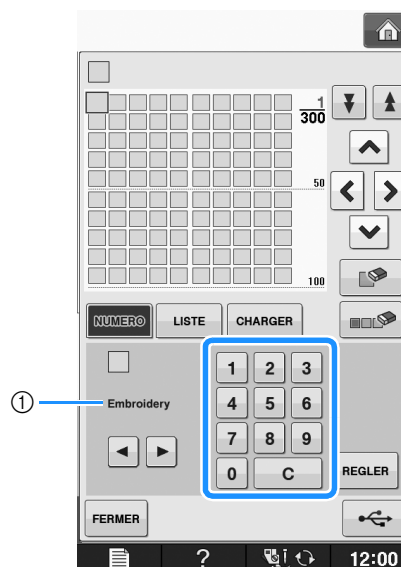 1
300
50
100
NUMERO LISTE CHARGER
1 2 3
① Embroidery
4 5 6
7 8 9
0 C
REGLER
FERMER
? i 12:00